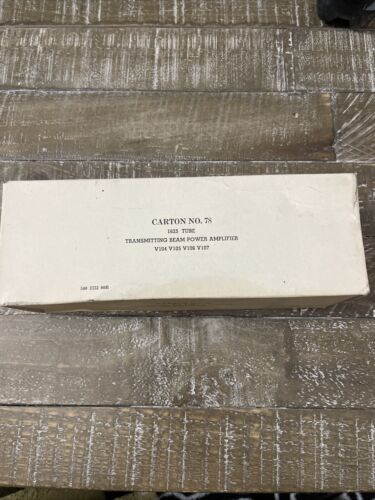 CARTON NO. 78
1625 TUBE
TRANSMITTING BEAM POWER AMPLIFIER
V104 V105 V106 V107